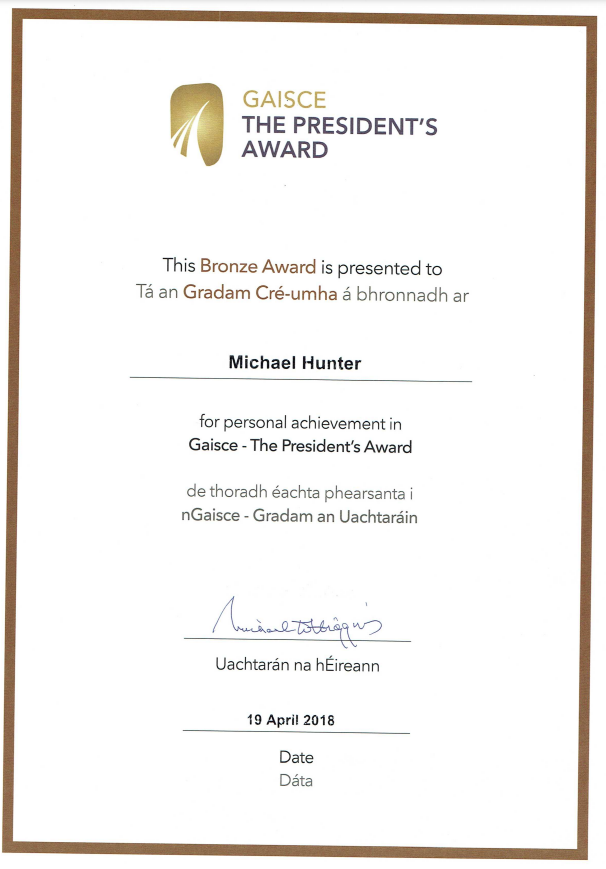 GAISCE
THE PRESIDENT'S
AWARD
This Bronze Award is presented to
Tá an Gradam Cré-umha á bhronnadh ar
Michael Hunter
for personal achievement in
Gaisce - The President's Award
de thoradh éachta phearsanta i
nGaisce - Gradam an Uachtaráin
Uachtarán na hÉireann
19 April 2018
Date
Dáta